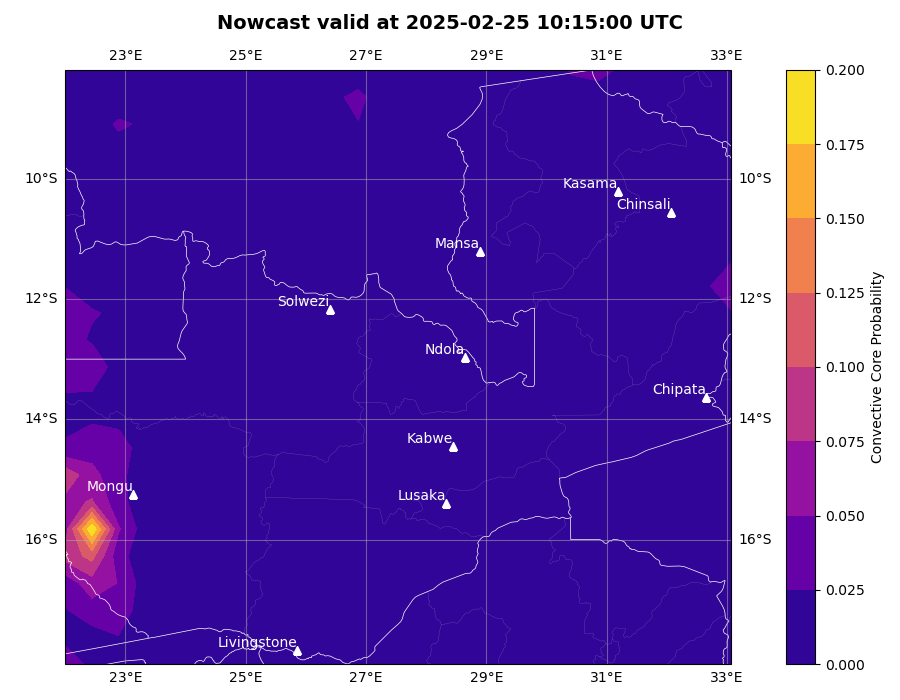 Nowcast valid at 2025-02-25 10:15:00 UTC
23°E 25°E 27°E 29°E 31°E 33°E
0.200
0.175
10°S 10°S
Kasama
Chinsali
0.150
Mansa
12°S 12°S
Solwezi
0.125
Ndola
0.100
Chipata
14°S 14°S
Kabwe
0.075
Mongu
Lusaka
0.050
16°S 16°S
0.025
Livingstone
0.000
23°E 25°E 27°E 29°E 31°E 33°E
Convective Core Probability